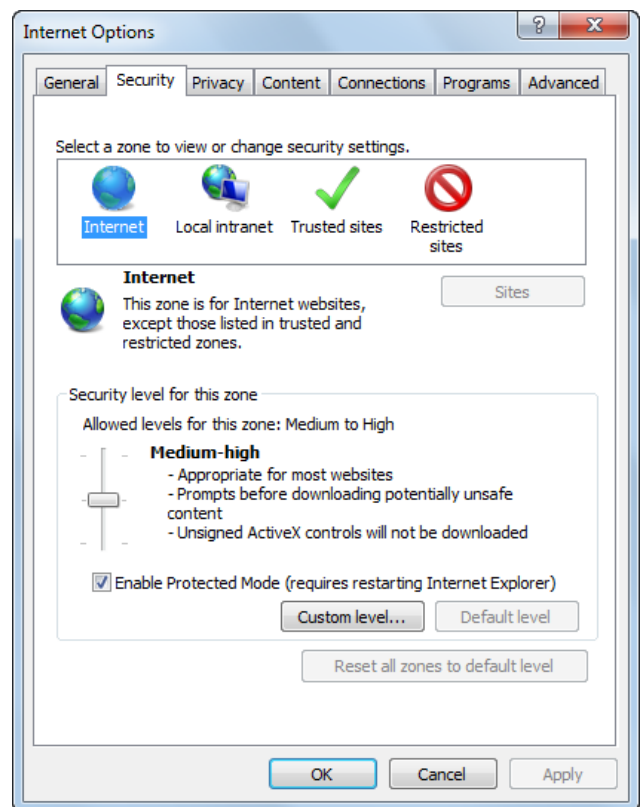 Internet Options
?
X
General Security Privacy Content Connections Programs Advanced
Select a zone to view or change security settings.
Internet Local intranet Trusted sites Restricted
sites
Internet
Sites
This zone is for Internet websites,
except those listed in trusted and
restricted zones.
Security level for this zone
Allowed levels for this zone: Medium to High
Medium-high
- Appropriate for most websites
- Prompts before downloading potentially unsafe
content
- Unsigned ActiveX controls will not be downloaded
Enable Protected Mode (requires restarting Internet Explorer)
Custom level... Default level
Reset all zones to default level
OK Cancel Apply